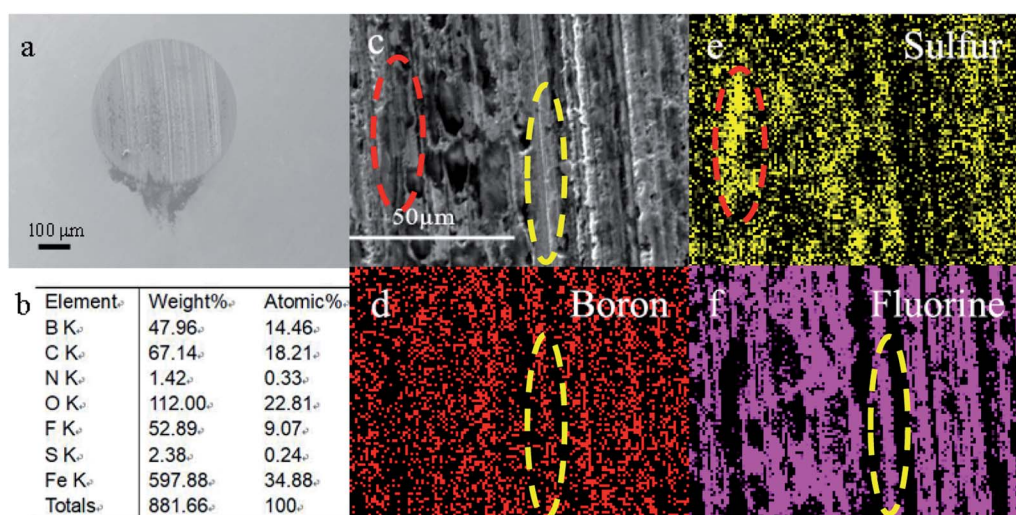 a
100 µm
c
50µm
e
Sulfur
b
Element Weight% Atomic%
B K 47.96 14.46
C K 67.14 18.21
N K 1.42 0.33
O K 112.00 22.81
F K 52.89 9.07
S K 2.38 0.24
Fe K 597.88 34.88
Totals 881.66 100
d
Boron
f
Fluorine